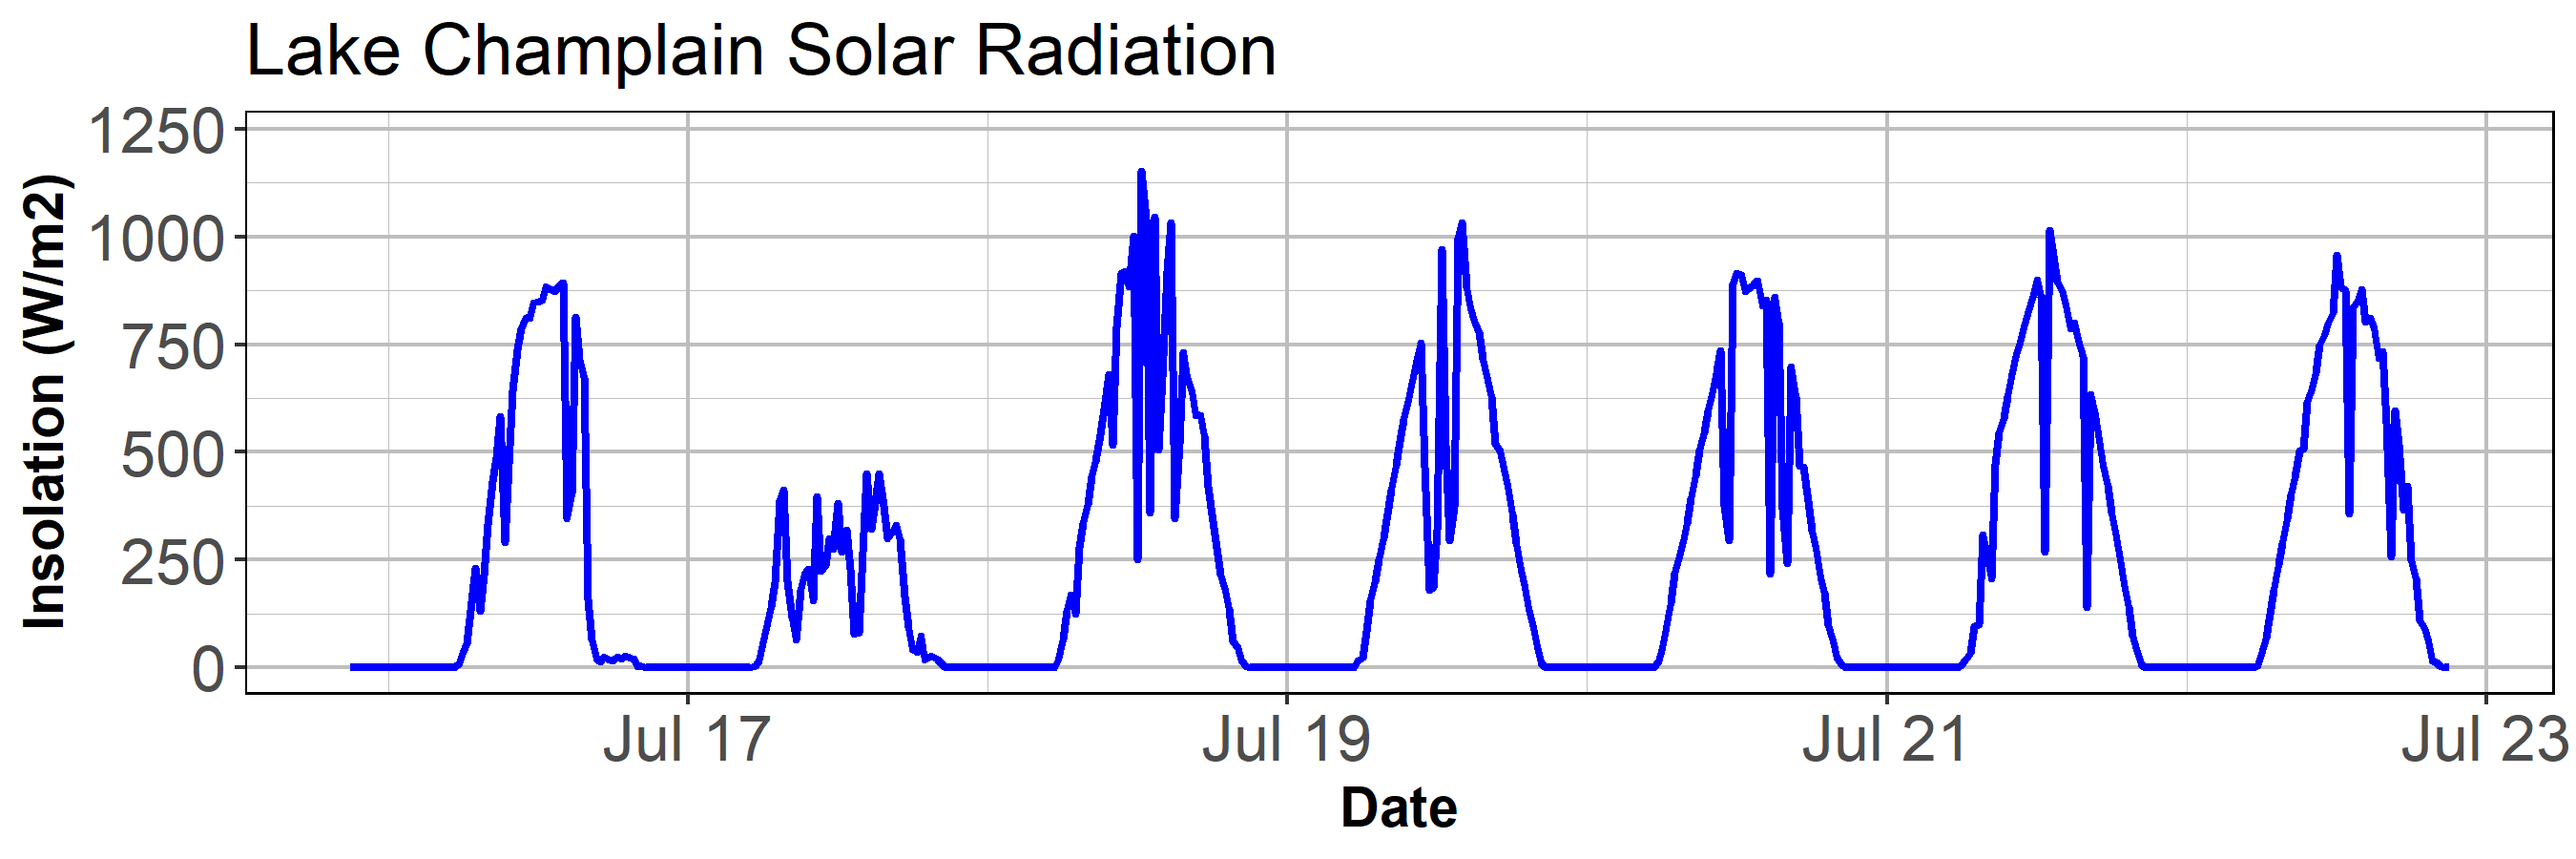 Lake Champlain Solar Radiation
1250
1000
750
500
250
0
Insolation (W/m2)
Jul 17
Jul 19
Jul 21
Jul 23
Date